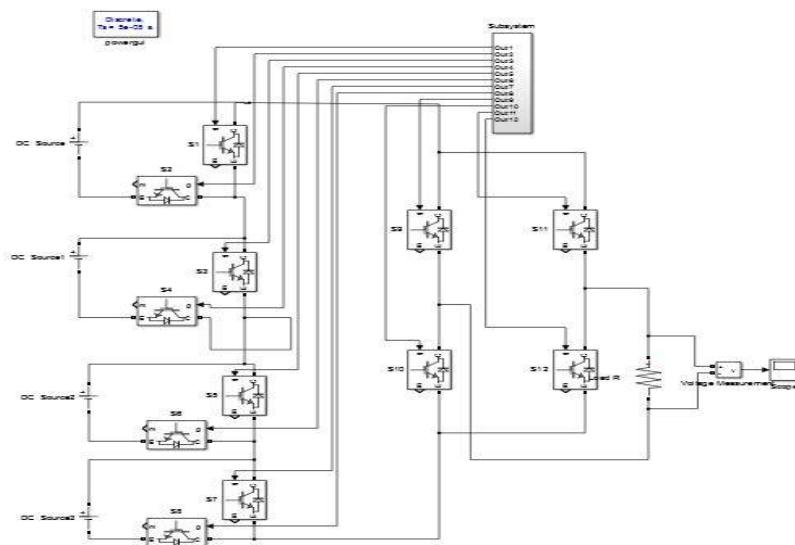 Discrete,
Ts = 5e-05 s
powergui
Subsystem
Out1
Out2
Out3
Out4
Out5
Out6
Out7
Out8
Out9
Out10
Out11
Out12
DC Source
S1
S2
DC Source1
S3
S4
S9
S11
S10
S12
Load R
Voltage Measurement
Scope
DC Source2
S5
S6
DC Source3
S7
S8